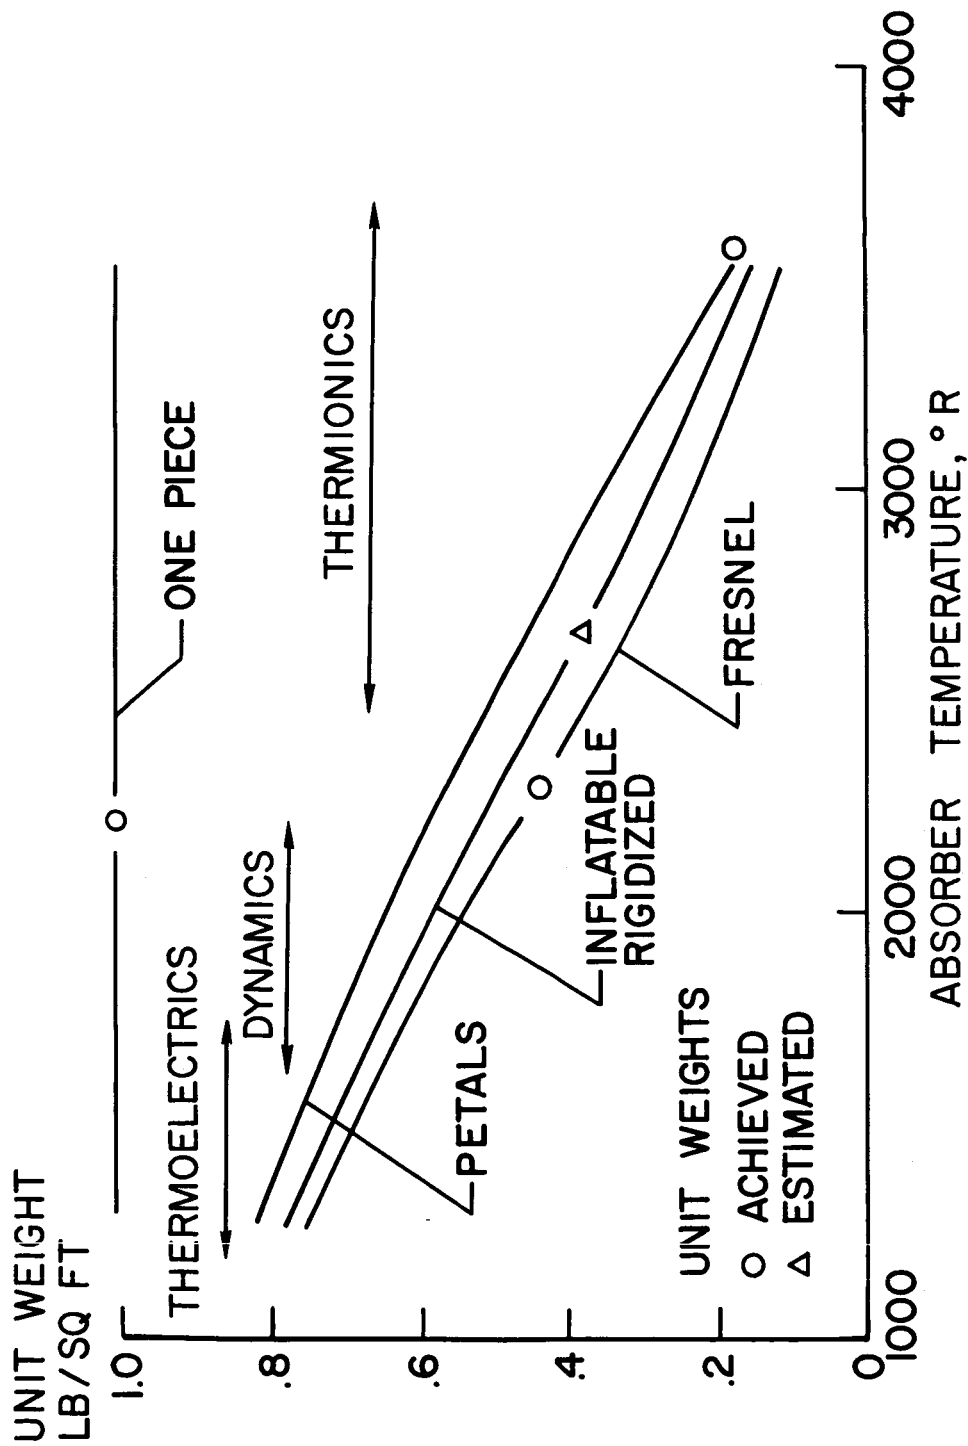 UNIT WEIGHT
LB/SQ FT
1.0
.8
.6
.4
.2
0
THERMOELECTRICS
DYNAMICS
THERMIONICS
ONE PIECE
PETALS
INFLATABLE
RIGIDIZED
FRESNEL
UNIT WEIGHTS
○ ACHIEVED
△ ESTIMATED
1000
2000
3000
4000
ABSORBER TEMPERATURE, °R